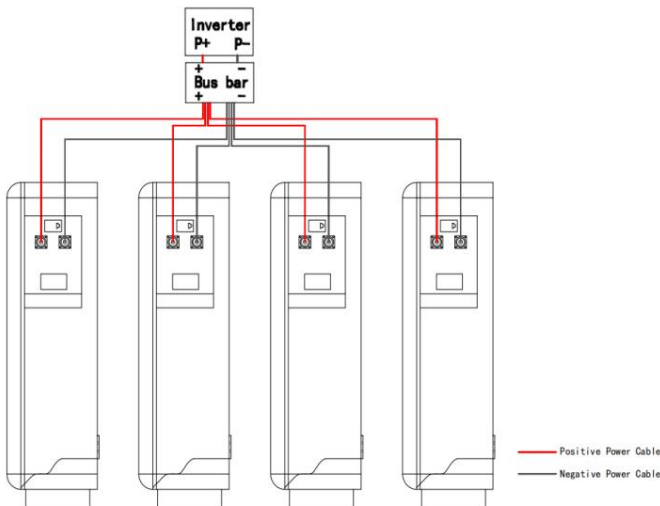 Inverter
P+ P-
+ -
Bus bar
+ -
D D D D
Positive Power Cable
Negative Power Cable